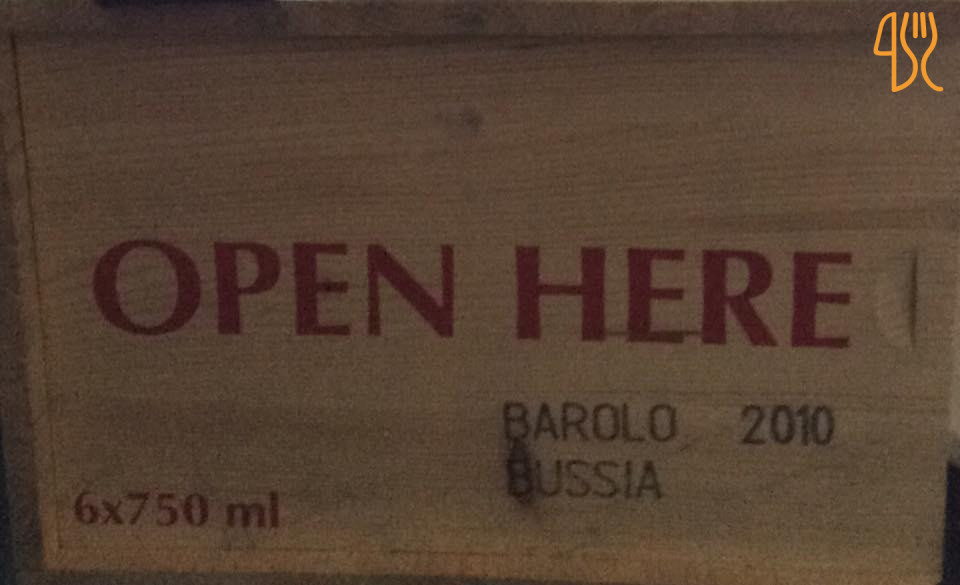 OPEN HERE
BAROLO 2010
BUSSIA
6x750 ml